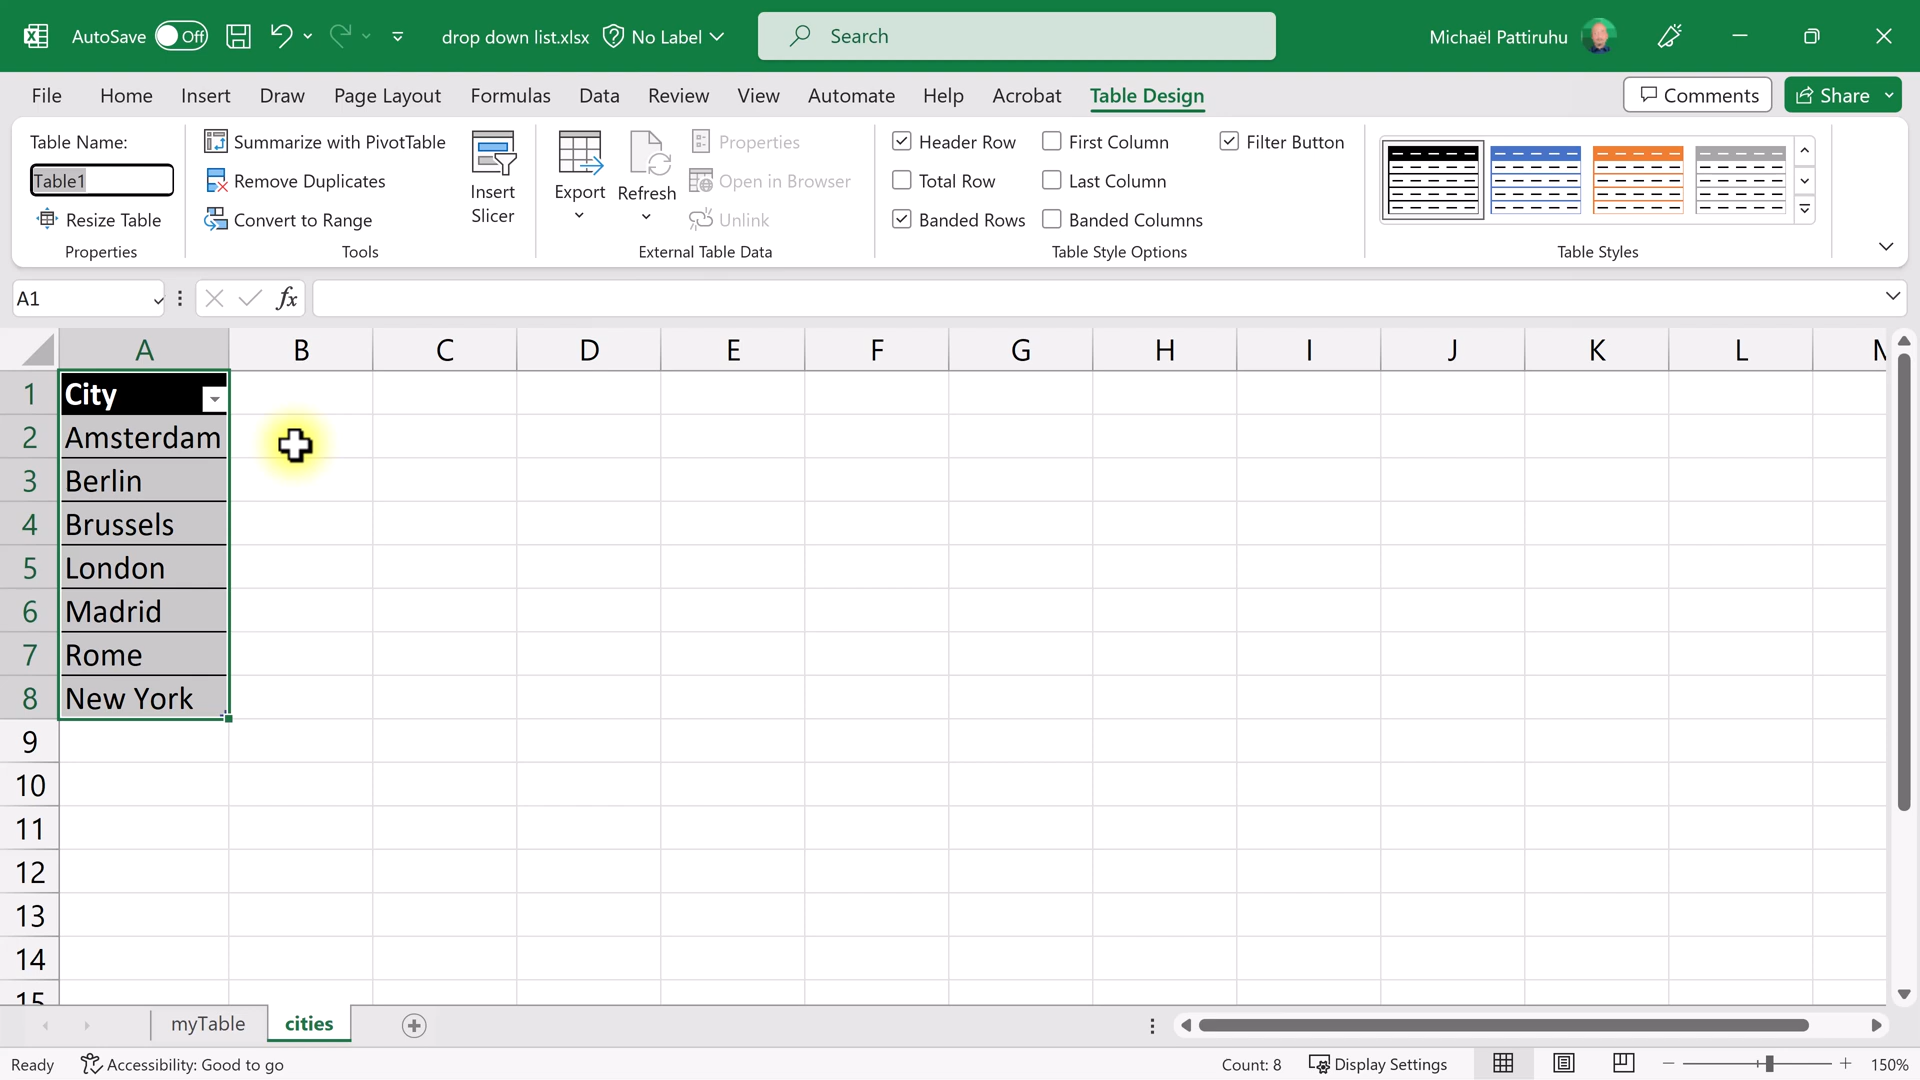 AutoSave Off drop down list.xlsx No Label Search Michaël Pattiruhu
File Home Insert Draw Page Layout Formulas Data Review View Automate Help Acrobat Table Design Comments Share
Table Name:
Table1
Resize Table
Properties
Summarize with PivotTable
Remove Duplicates
Convert to Range
Insert
Slicer
Tools
Export
Refresh
Properties
Open in Browser
Unlink
External Table Data
Header Row First Column Filter Button
Total Row Last Column
Banded Rows Banded Columns
Table Style Options
Table Styles
A1 fx
A B C D E F G H I J K L
1 City
2 Amsterdam
3 Berlin
4 Brussels
5 London
6 Madrid
7 Rome
8 New York
9
10
11
12
13
14
15
myTable cities
Ready Accessibility: Good to go Count: 8 Display Settings 150%